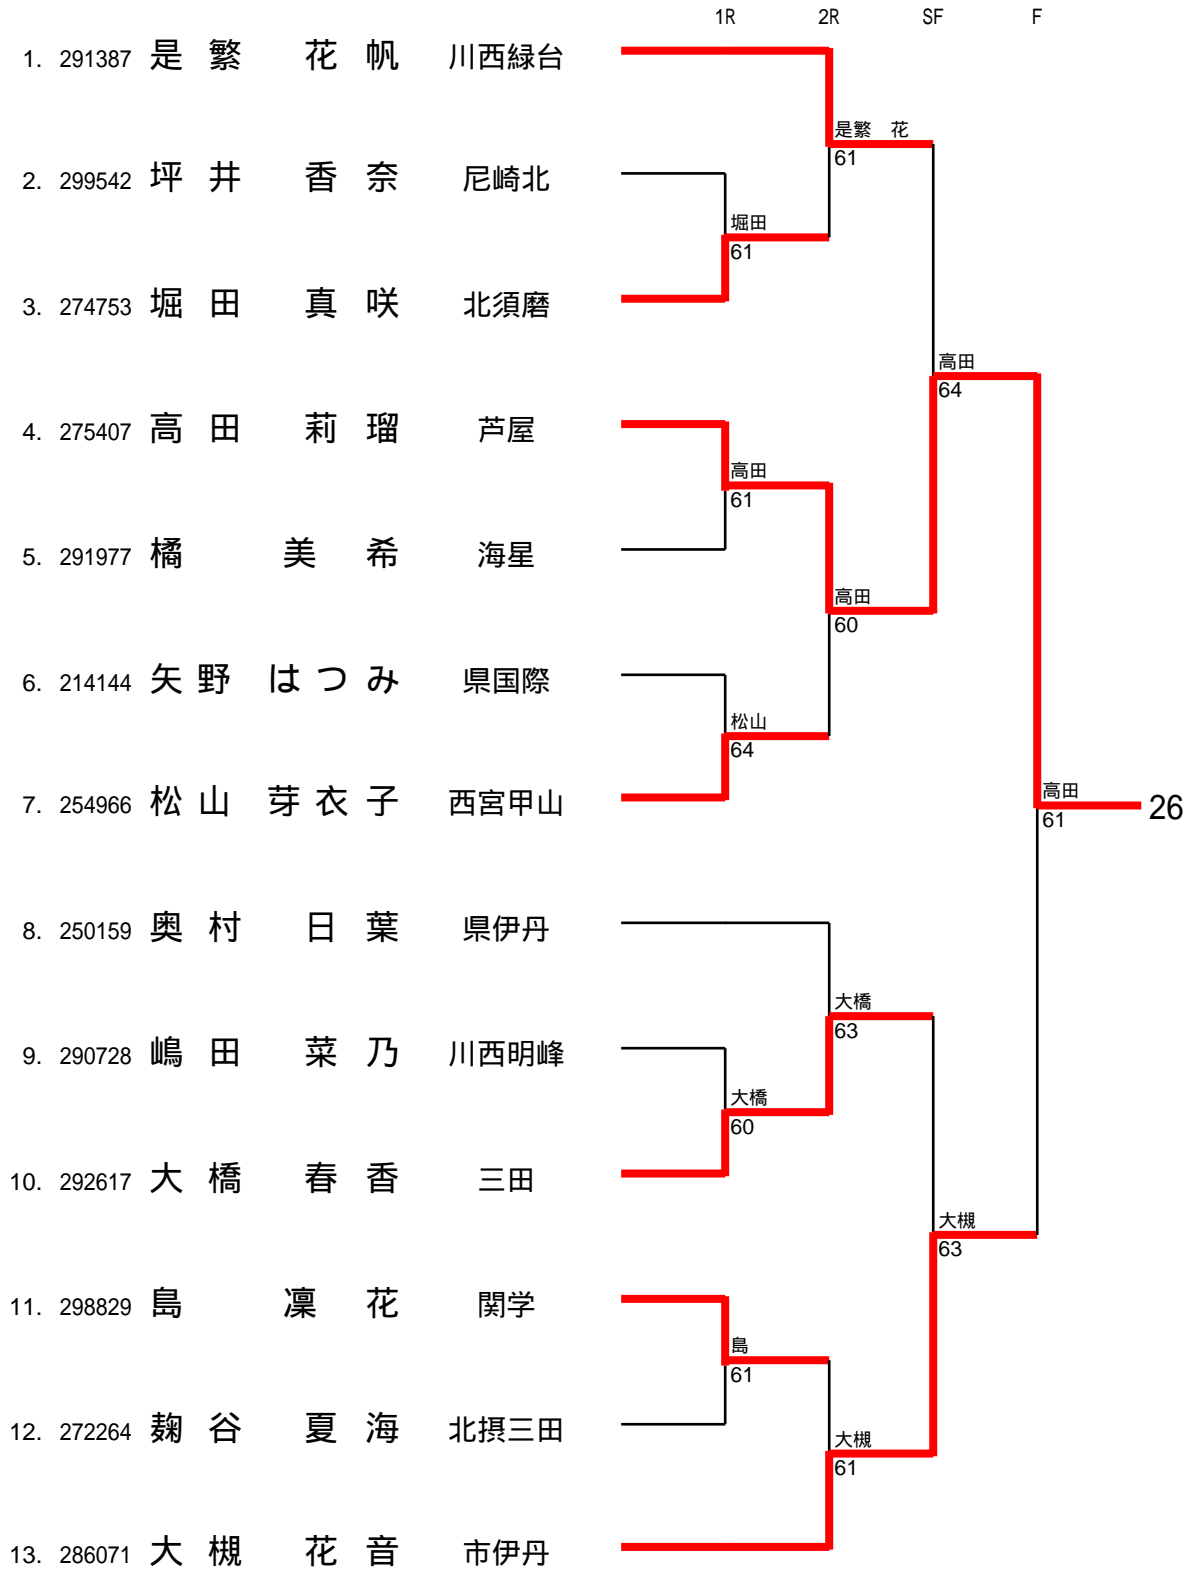 1R 2R SF F
1. 291387 是繁 花帆 川西緑台
是繁 花
61
2. 299542 坪井 香奈 尼崎北
堀田
61
3. 274753 堀田 真咲 北須磨
高田
64
4. 275407 高田 莉瑠 芦屋
高田
61
5. 291977 橘 美希 海星
高田
60
6. 214144 矢野 はつみ 県国際
松山
64
7. 254966 松山 芽衣子 西宮甲山
高田
61
26
8. 250159 奥村 日葉 県伊丹
大橋
63
9. 290728 嶋田 菜乃 川西明峰
大橋
60
10. 292617 大橋 春香 三田
大槻
63
11. 298829 島 凜花 関学
島
61
12. 272264 麹谷 夏海 北摂三田
大槻
61
13. 286071 大槻 花音 市伊丹